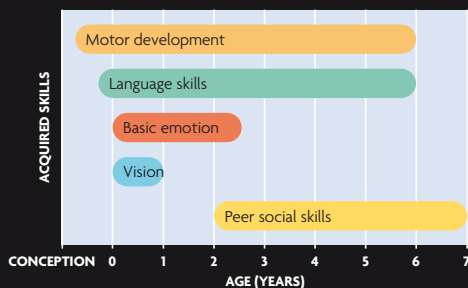 ACQUIRED SKILLS
Motor development
Language skills
Basic emotion
Vision
Peer social skills
CONCEPTION 0 1 2 3 4 5 6 7
AGE (YEARS)